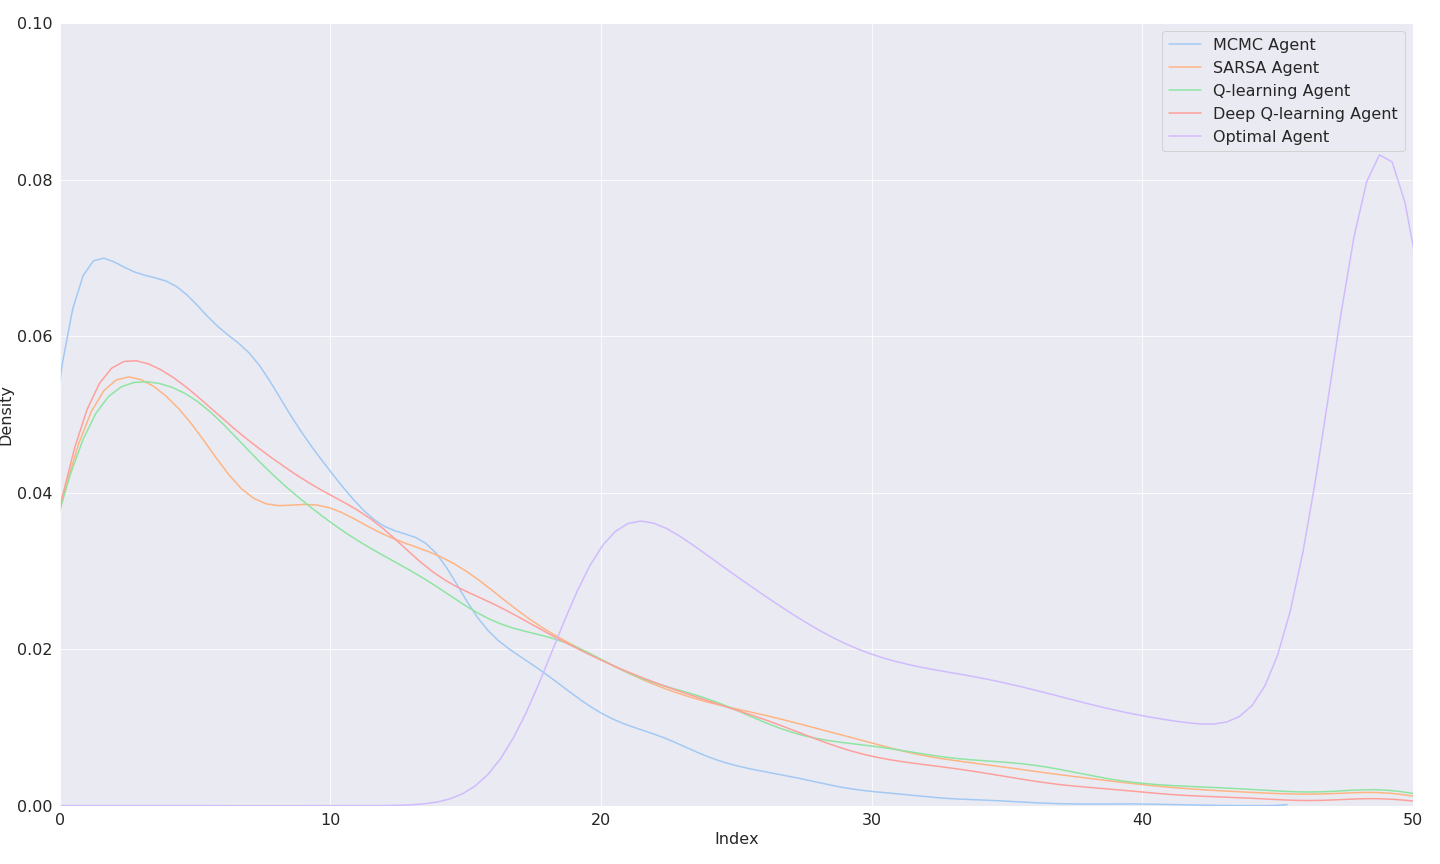 0.10
0.08
0.06
0.04
0.02
0.00
Density
0 10 20 30 40 50
Index
MCMC Agent
SARSA Agent
Q-learning Agent
Deep Q-learning Agent
Optimal Agent